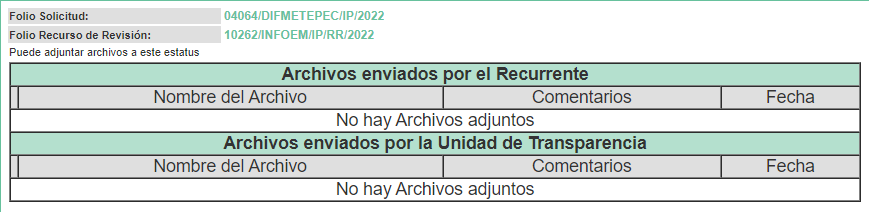 Folio Solicitud: 04064/DIFMETEPEC/IP/2022
Folio Recurso de Revisión: 10262/INFOEM/IP/RR/2022
Puede adjuntar archivos a este estatus
Archivos enviados por el Recurrente
Nombre del Archivo Comentarios Fecha
No hay Archivos adjuntos
Archivos enviados por la Unidad de Transparencia
Nombre del Archivo Comentarios Fecha
No hay Archivos adjuntos